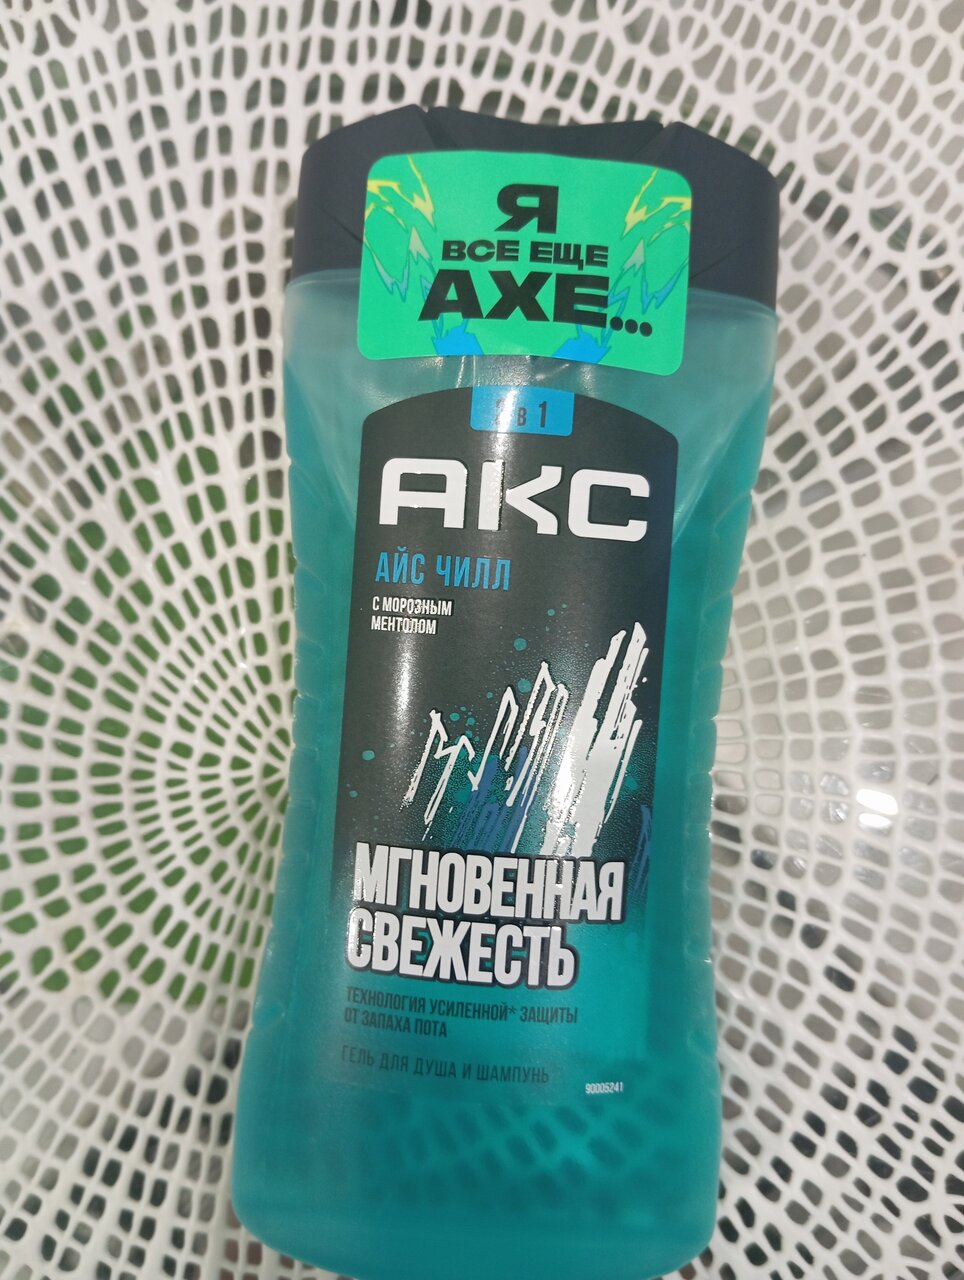 Я
ВСЕ ЕЩЕ
AXE...
В 1
АКС
АЙС ЧИЛЛ
С МОРОЗНЫМ
МЕНТОЛОМ
МГНОВЕННАЯ
СВЕЖЕСТЬ
ТЕХНОЛОГИЯ УСИЛЕННОЙ* ЗАЩИТЫ
ОТ ЗАПАХА ПОТА
ГЕЛЬ ДЛЯ ДУША И ШАМПУНЬ
90005241